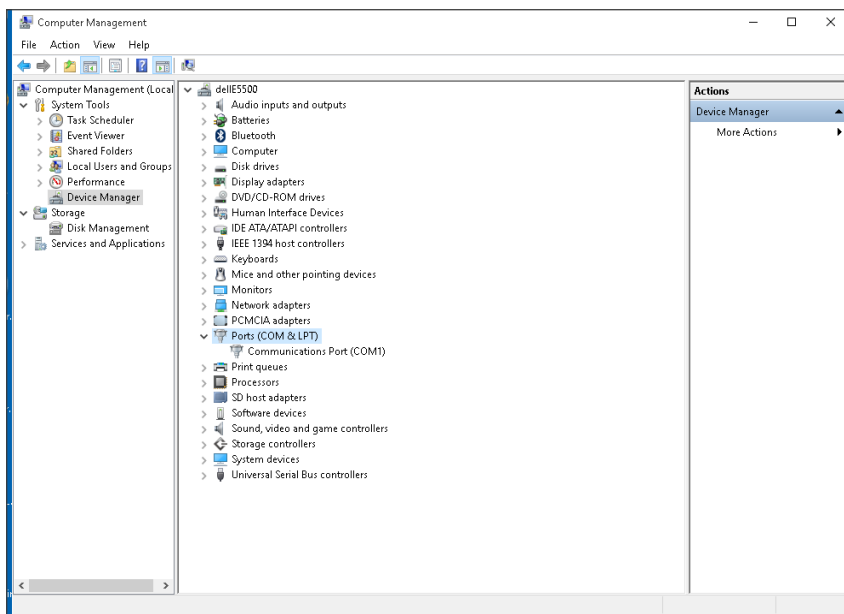 Computer Management
File Action View Help
Computer Management (Local
System Tools
Task Scheduler
Event Viewer
Shared Folders
Local Users and Groups
Performance
Device Manager
Storage
Disk Management
Services and Applications
dellE5500
Audio inputs and outputs
Batteries
Bluetooth
Computer
Disk drives
Display adapters
DVD/CD-ROM drives
Human Interface Devices
IDE ATA/ATAPI controllers
IEEE 1394 host controllers
Keyboards
Mice and other pointing devices
Monitors
Network adapters
PCMCIA adapters
Ports (COM & LPT)
Communications Port (COM1)
Print queues
Processors
SD host adapters
Software devices
Sound, video and game controllers
Storage controllers
System devices
Universal Serial Bus controllers
Actions
Device Manager
More Actions